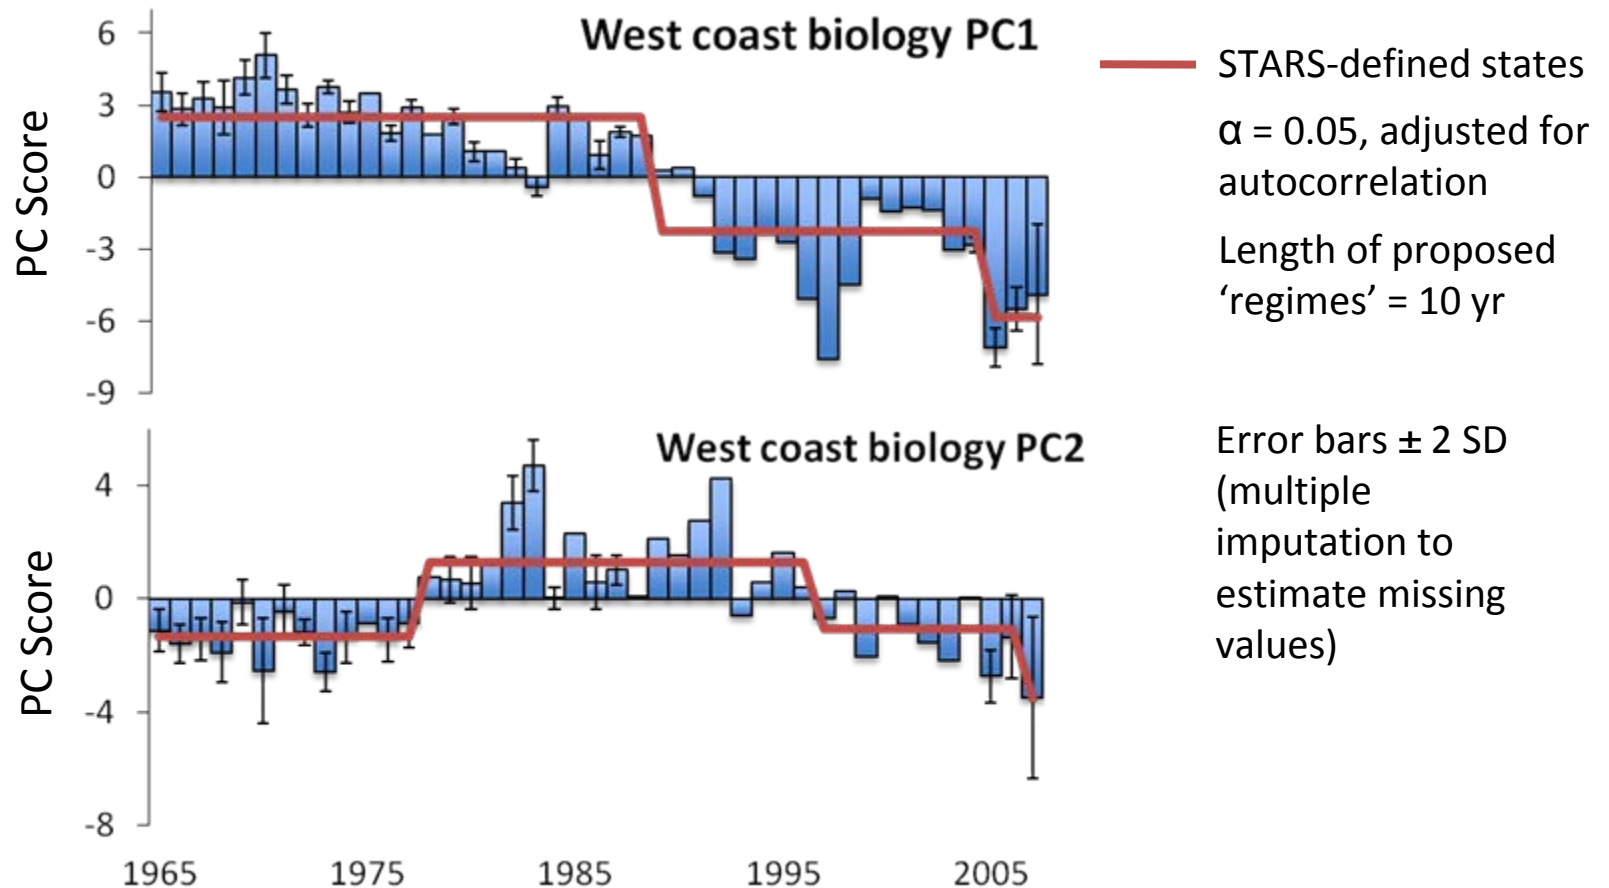 West coast biology PC1
PC Score
6
3
0
-3
-6
-9
STARS-defined states
α = 0.05, adjusted for
autocorrelation
Length of proposed
‘regimes’ = 10 yr
West coast biology PC2
PC Score
4
0
-4
-8
1965 1975 1985 1995 2005
Error bars ± 2 SD
(multiple
imputation to
estimate missing
values)